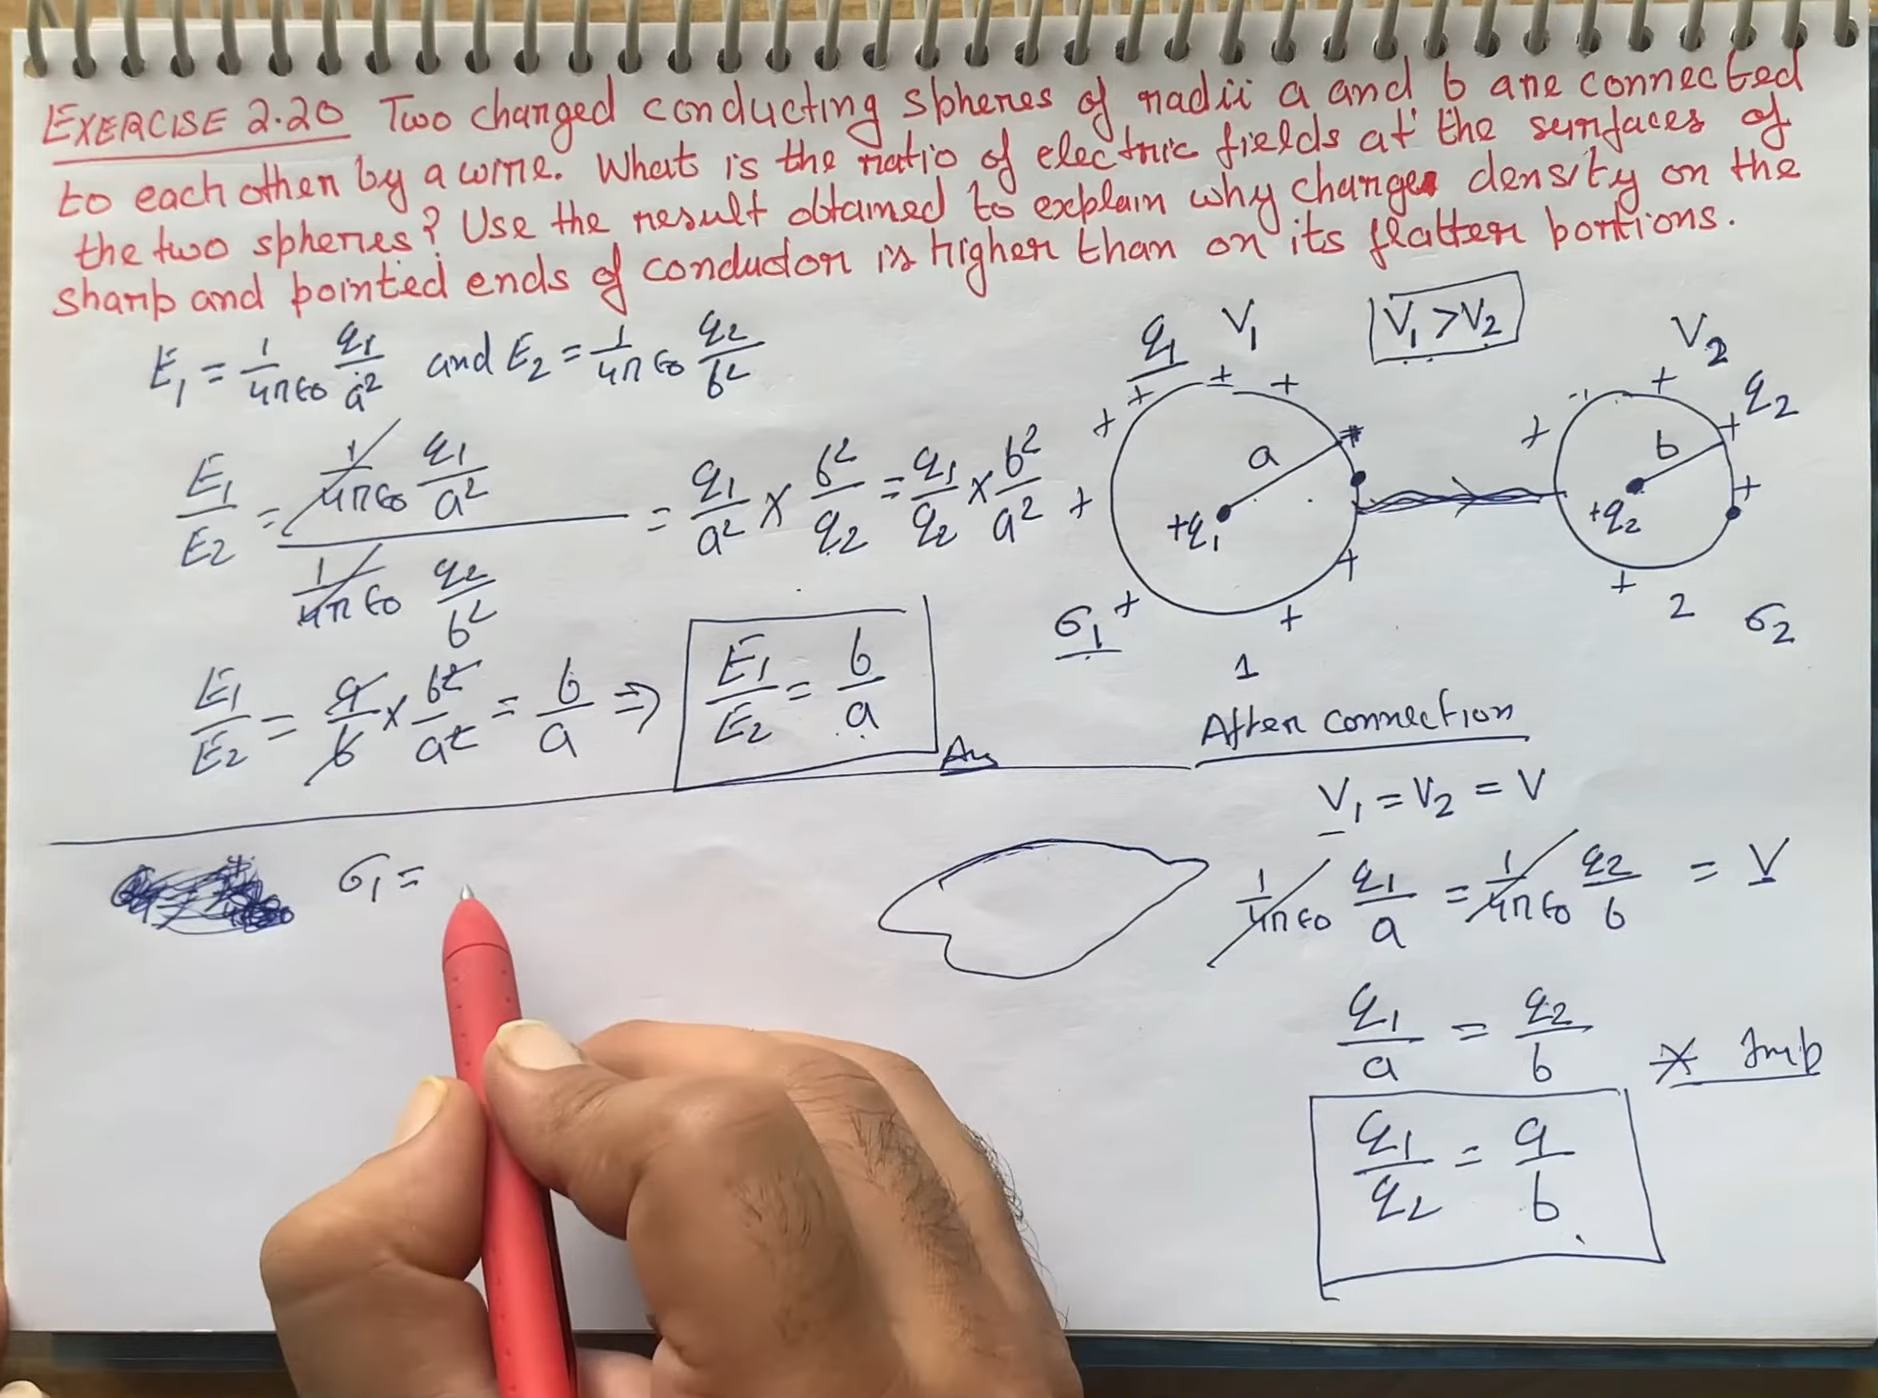 EXERCISE 2.20 Two charged conducting spheres of radii a and b are connected
to each other by a wire. What is the ratio of electric fields at the surfaces of
the two spheres? Use the result obtained to explain why charge density on the
sharp and pointed ends of conductor is higher than on its flatter portions.
E₁ = 1/4πε₀ q₁/a² and E₂ = 1/4πε₀ q₂/b²
E₁/E₂ = (1/4πε₀ q₁/a²)/(1/4πε₀ q₂/b²) = q₁/a² × b²/q₂ = q₁/q₂ × b²/a²
E₁/E₂ = a/b × b²/a² = b/a ⇒ E₁/E₂ = b/a
Ans
σ₁ =
q₁ V₁
V₁ > V₂
V₂
q₂
a
+q₁
b
+q₂
σ₁
1
2
σ₂
+ + + + + + + + +
+ + + + +
After connection
V₁ = V₂ = V
1/4πε₀ q₁/a = 1/4πε₀ q₂/b = V
q₁/a = q₂/b
* Imp
q₁/q₂ = a/b